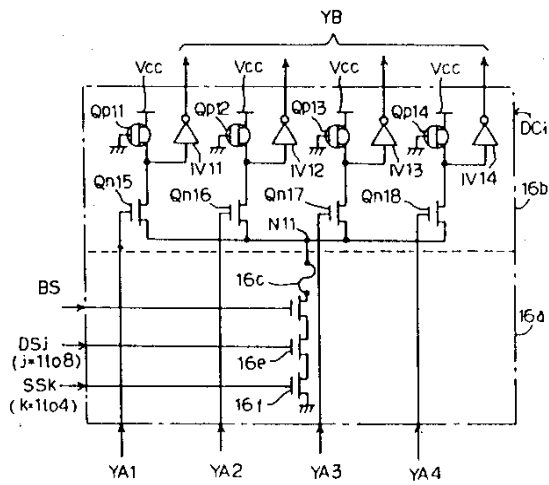 YB
Vcc Vcc Vcc Vcc
Qp11 Qp12 Qp13 Qp14
DCi
IV11 IV12 IV13 IV14
Qn15 Qn16 Qn17 Qn18
16b
N11
16c
BS
16a
DSj
16e
(j=1to8)
SSk
16f
(k=1to4)
YA1 YA2 YA3 YA4